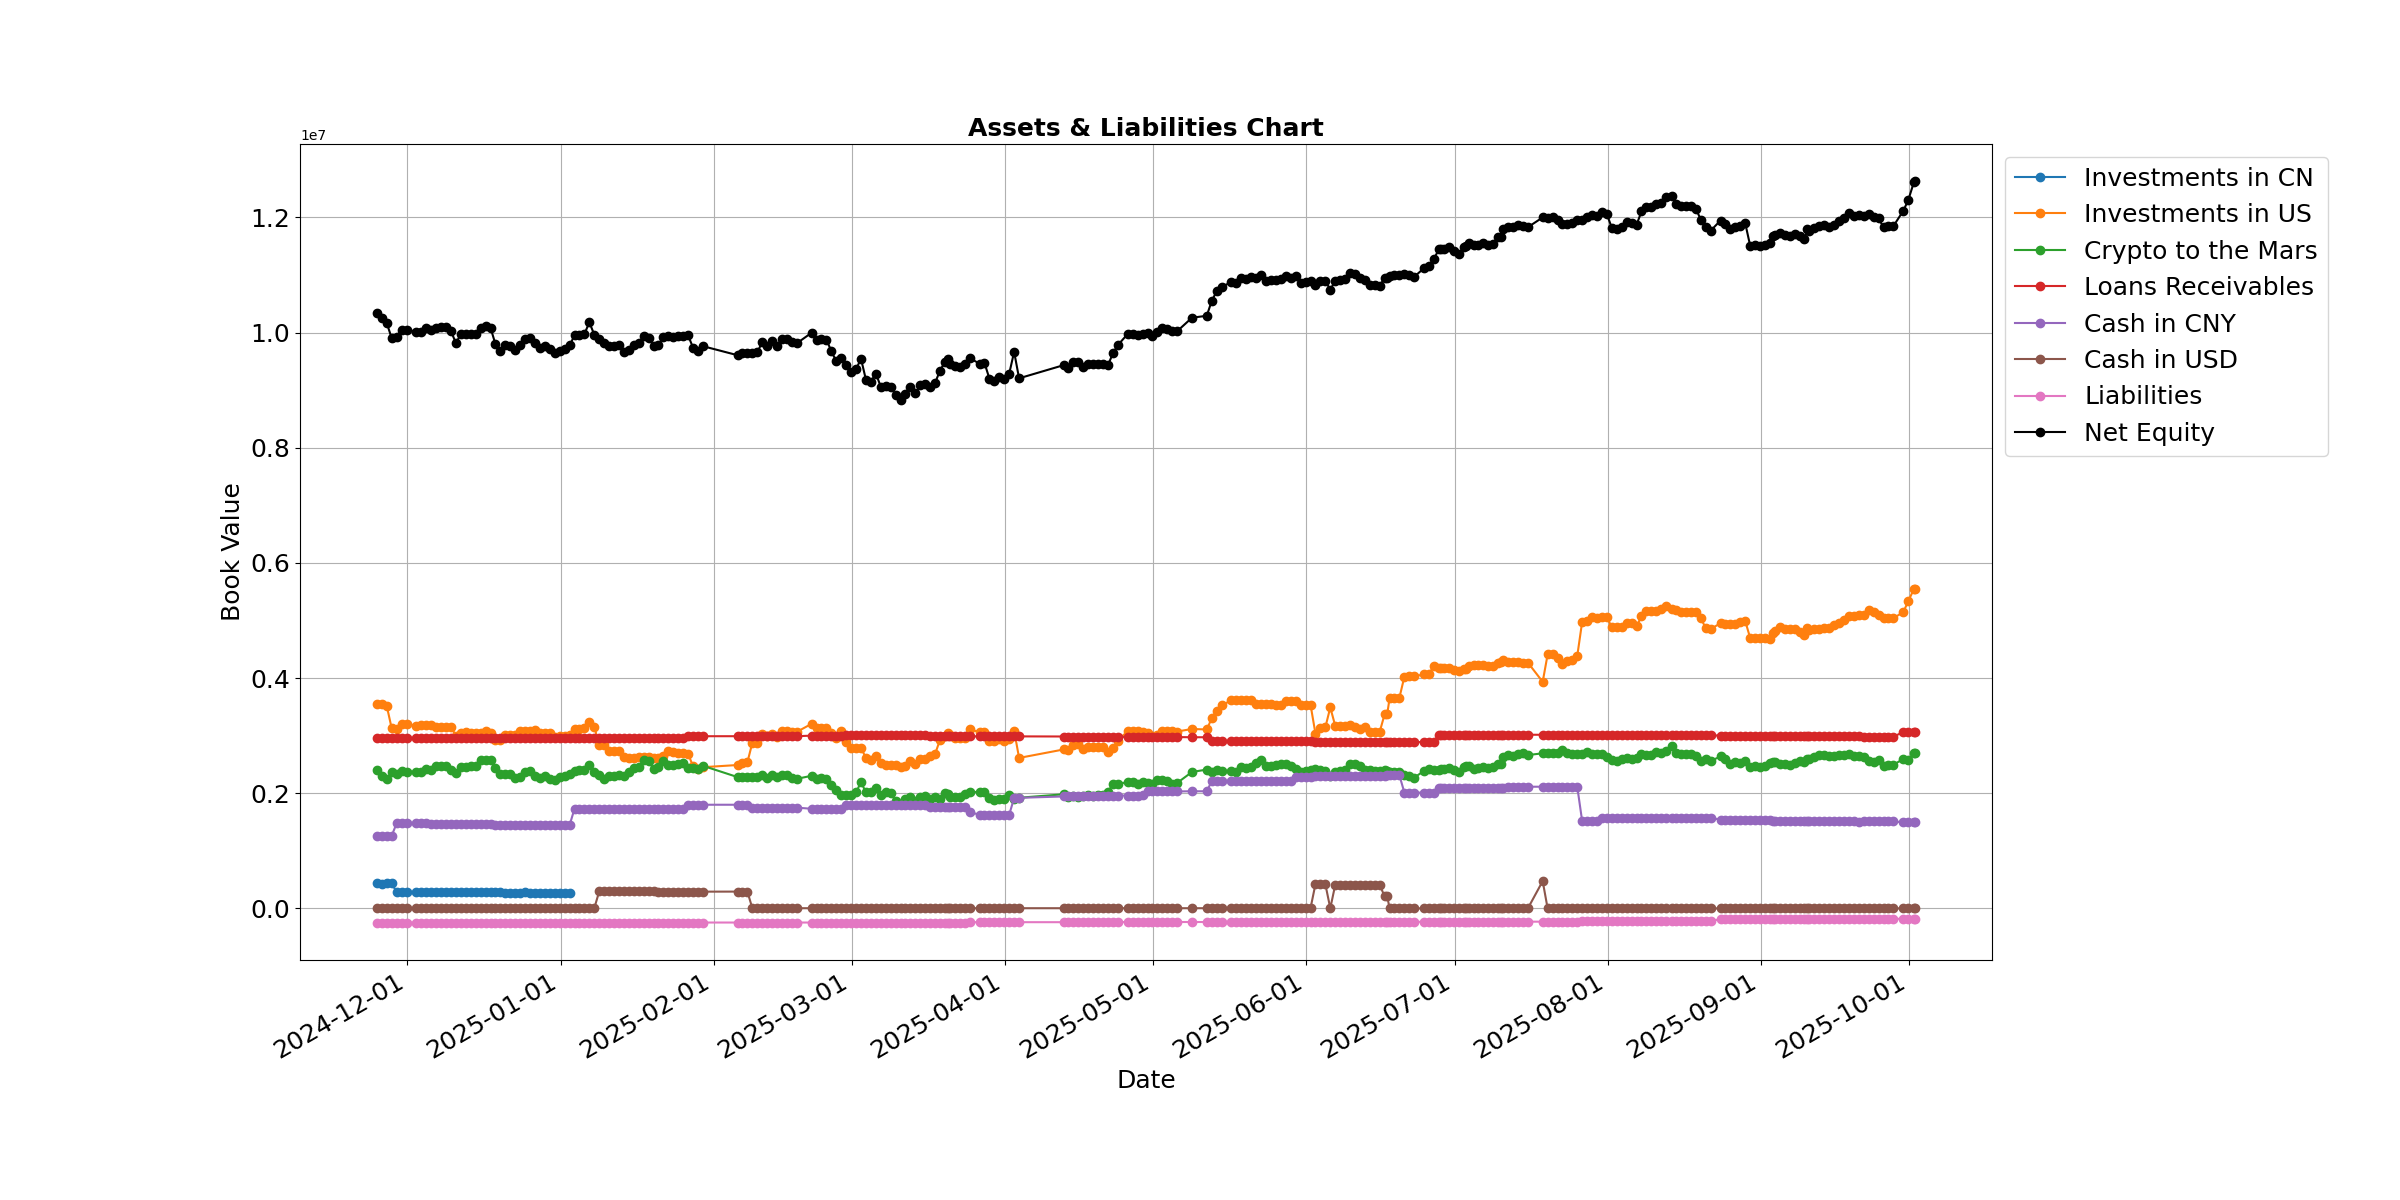 Assets & Liabilities Chart
1e7
1.2
1.0
0.8
0.6
0.4
0.2
0.0
Book Value
2024-12-01
2025-01-01
2025-02-01
2025-03-01
2025-04-01
2025-05-01
2025-06-01
2025-07-01
2025-08-01
2025-09-01
2025-10-01
Date
Investments in CN
Investments in US
Crypto to the Mars
Loans Receivables
Cash in CNY
Cash in USD
Liabilities
Net Equity